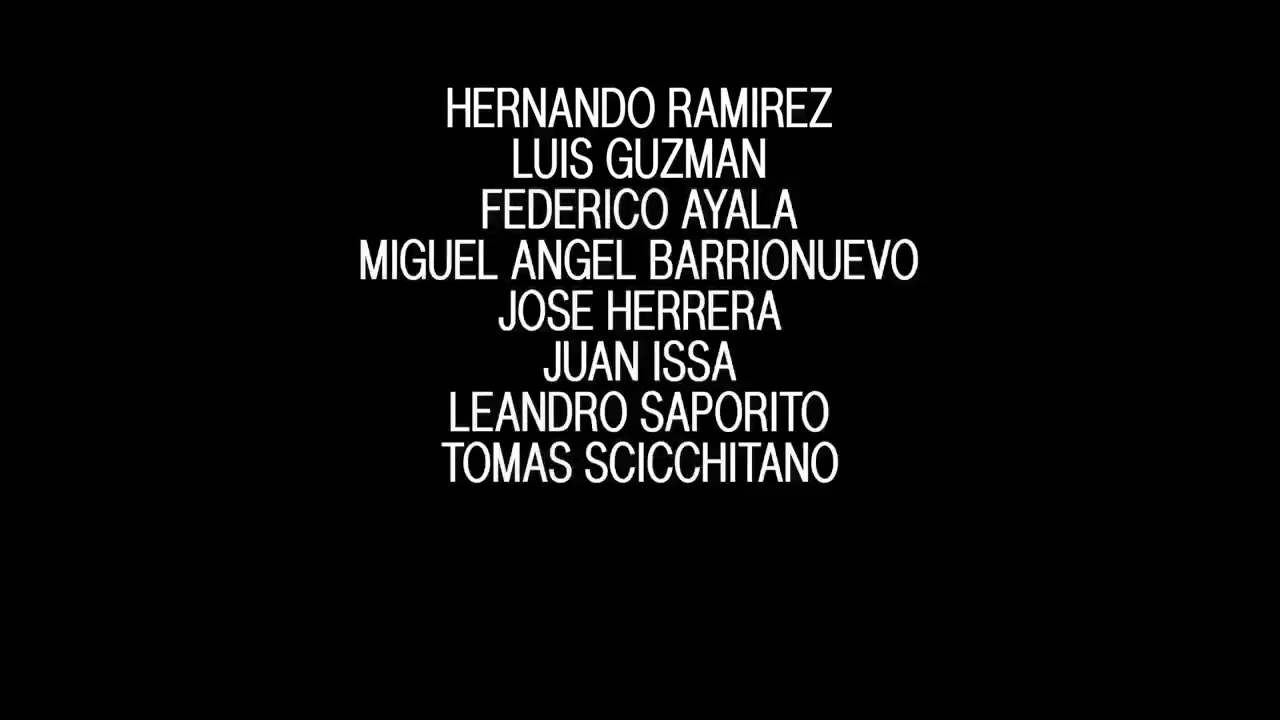 HERNANDO RAMIREZ
LUIS GUZMAN
FEDERICO AYALA
MIGUEL ANGEL BARRIONUEVO
JOSE HERRERA
JUAN ISSA
LEANDRO SAPORITO
TOMAS SCICCHITANO